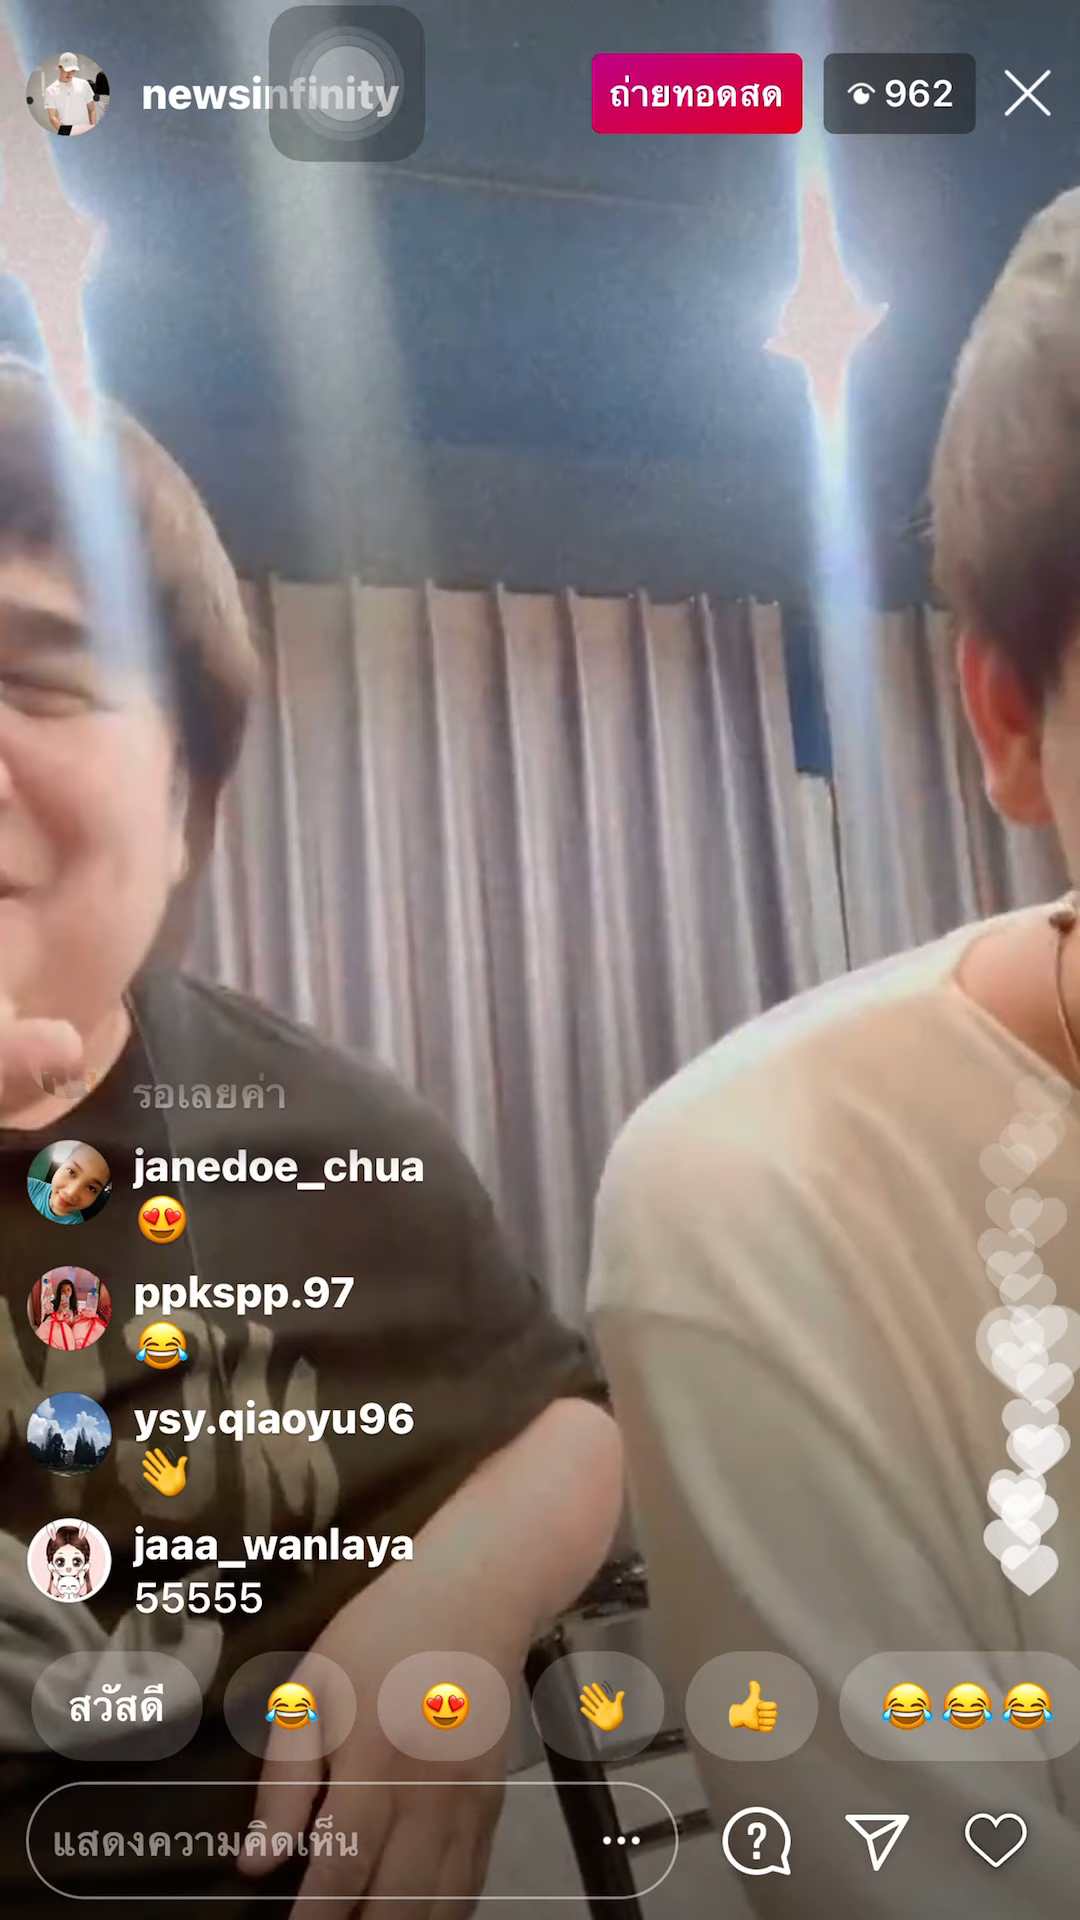 newsinfinity
ถ่ายทอดสด
962
รอเลยค่า
janedoe_chua
😍
ppkspp.97
😂
ysy.qiaoyu96
👋
jaaa_wanlaya
55555
สวัสดี 😂 😍 👋 👍 😂😂😂
แสดงความคิดเห็น